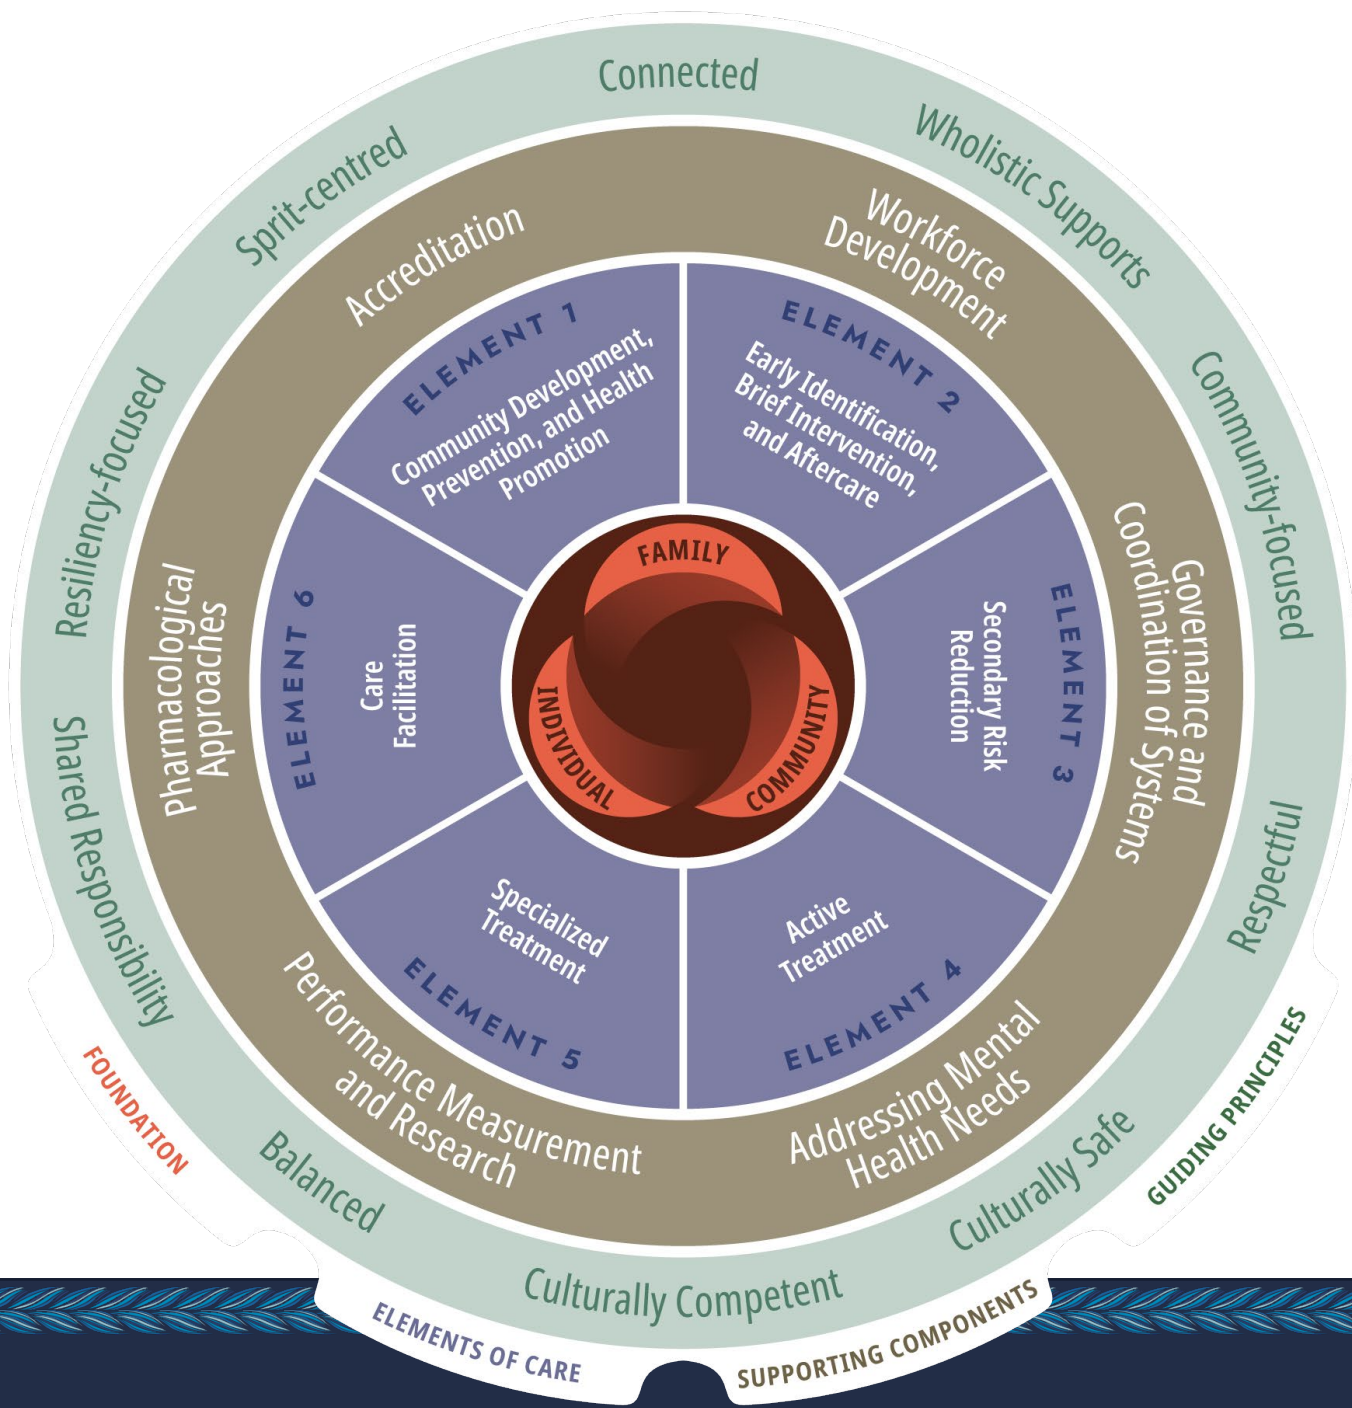 Connected
Wholistic Supports
Community-focused
Respectful
Culturally Safe
Culturally Competent
Balanced
Shared Responsibility
Resiliency-focused
Sprit-centred
Accreditation
Workforce
Development
Governance and
Coordination of Systems
Addressing Mental
Health Needs
Performance Measurement
and Research
Pharmacological
Approaches
ELEMENT 1
Community Development,
Prevention, and Health
Promotion
ELEMENT 2
Early Identification,
Brief Intervention,
and Aftercare
ELEMENT 3
Secondary Risk
Reduction
ELEMENT 4
Active
Treatment
ELEMENT 5
Specialized
Treatment
ELEMENT 6
Care
Facilitation
FAMILY
COMMUNITY
INDIVIDUAL
FOUNDATION
ELEMENTS OF CARE
SUPPORTING COMPONENTS
GUIDING PRINCIPLES